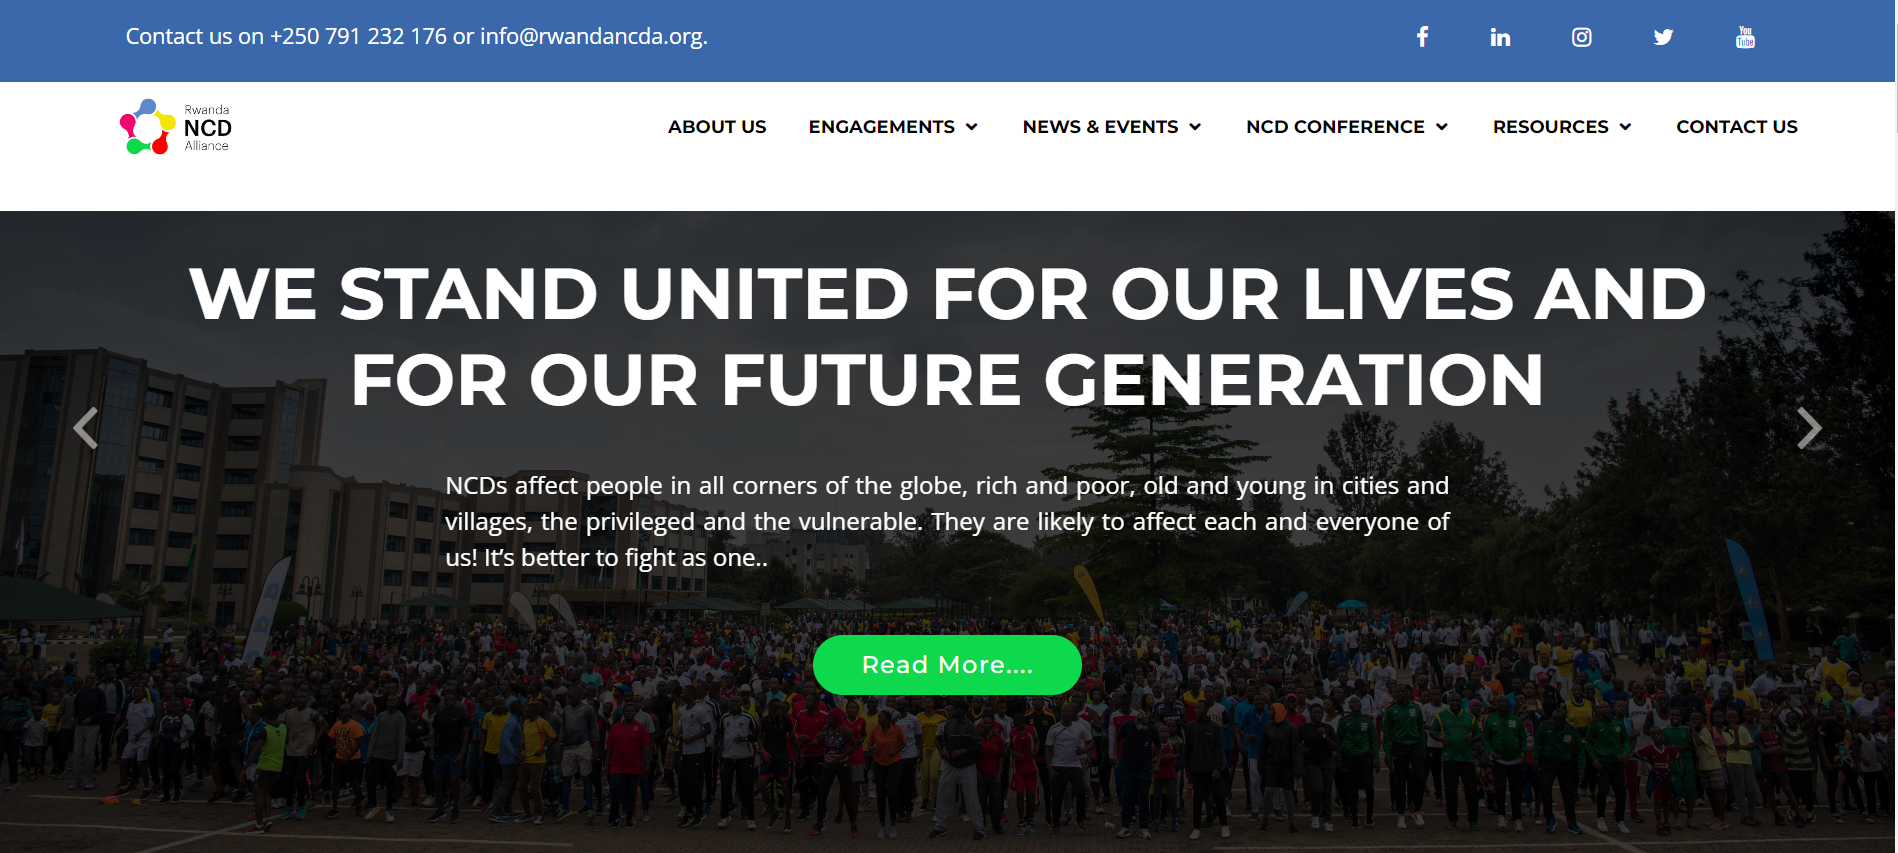 Contact us on +250 791 232 176 or info@rwandancda.org.
You
Tube
Rwanda
NCD
Alliance
ABOUT US
ENGAGEMENTS
NEWS & EVENTS
NCD CONFERENCE
RESOURCES
CONTACT US
WE STAND UNITED FOR OUR LIVES AND
FOR OUR FUTURE GENERATION
NCDs affect people in all corners of the globe, rich and poor, old and young in cities and
villages, the privileged and the vulnerable. They are likely to affect each and everyone of
us! It’s better to fight as one..
Read More....